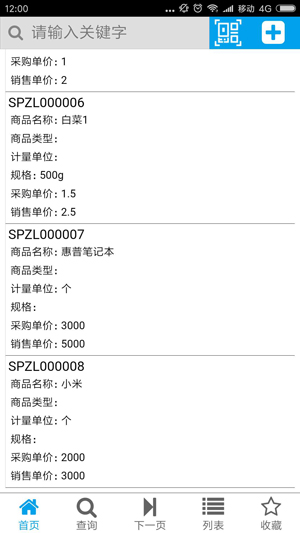 12:00
移动 4G
请输入关键字
采购单价：1
销售单价：2
SPZL000006
商品名称：白菜1
商品类型：
计量单位：
规格：500g
采购单价：1.5
销售单价：2.5
SPZL000007
商品名称：惠普笔记本
商品类型：
计量单位：个
规格：
采购单价：3000
销售单价：5000
SPZL000008
商品名称：小米
商品类型：
计量单位：个
规格：
采购单价：2000
销售单价：3000
首页 查询 下一页 列表 收藏